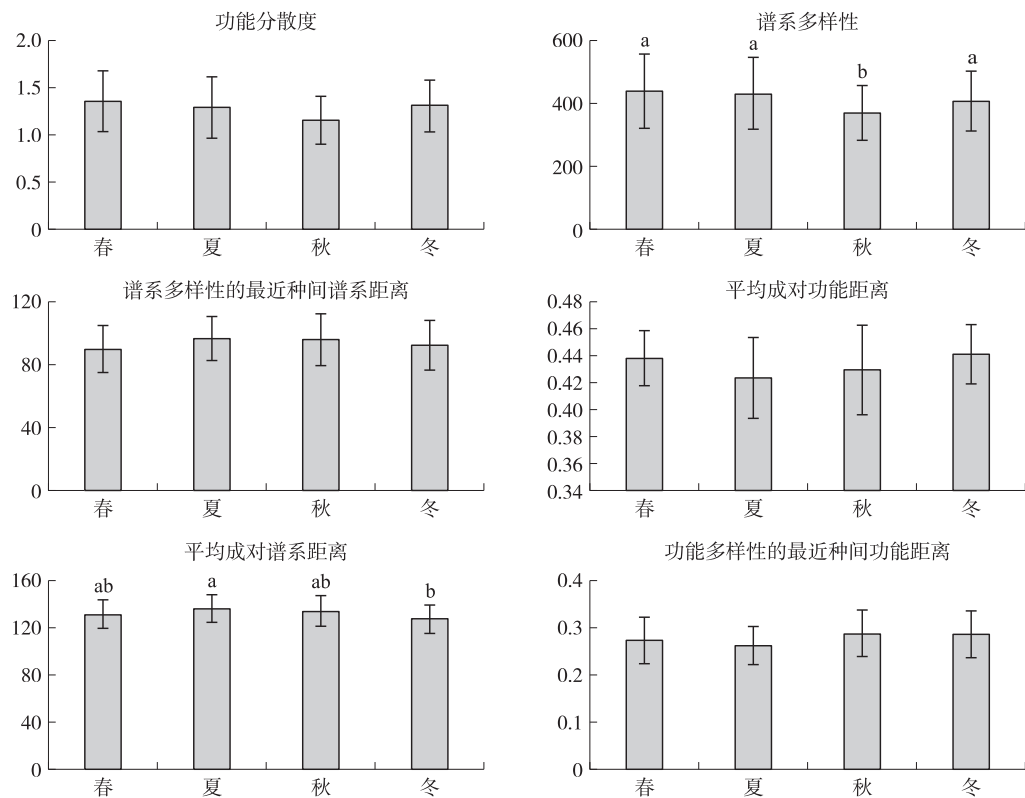 功能分散度
2.0
1.5
1.0
0.5
0
春 夏 秋 冬
谱系多样性
600
400
200
0
a a b a
春 夏 秋 冬
谱系多样性的最近种间谱系距离
120
80
40
0
春 夏 秋 冬
平均成对功能距离
0.48
0.46
0.44
0.42
0.40
0.38
0.36
0.34
春 夏 秋 冬
平均成对谱系距离
160
120
80
40
0
ab a ab b
春 夏 秋 冬
功能多样性的最近种间功能距离
0.4
0.3
0.2
0.1
0
春 夏 秋 冬